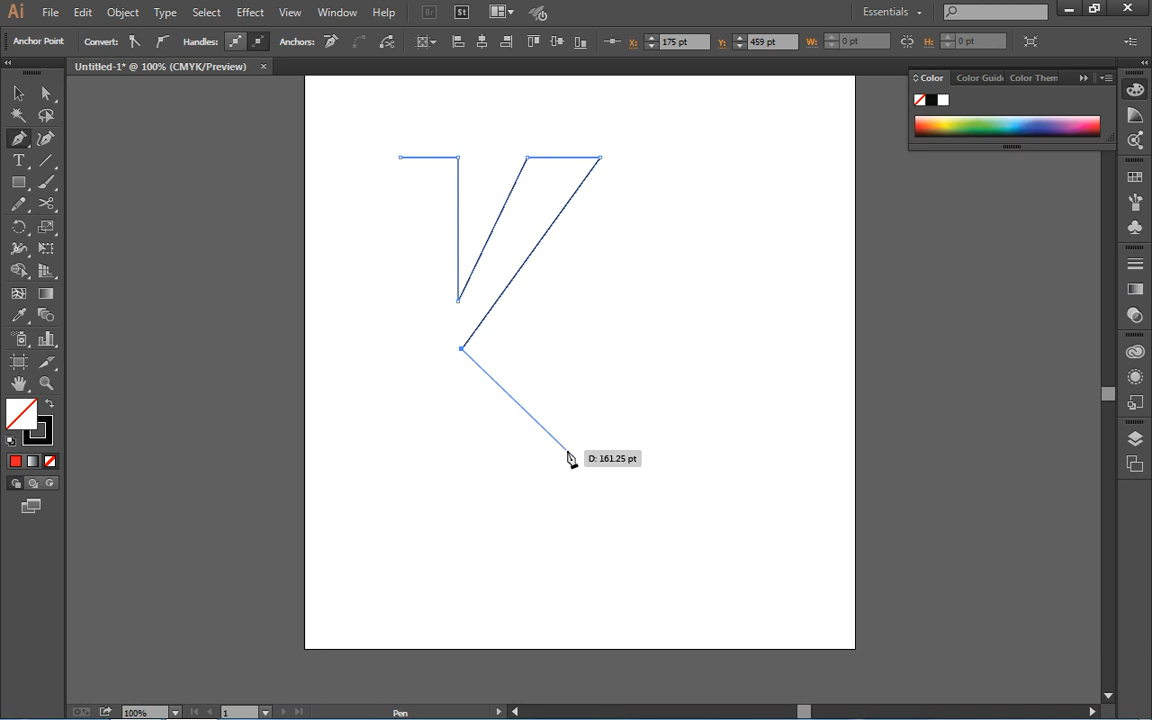 Ai File Edit Object Type Select Effect View Window Help Br St Essentials
Anchor Point Convert: Handles: Anchors: X: 175 pt Y: 459 pt W: 0 pt H: 0 pt
Untitled-1* @ 100% (CMYK/Preview) ×
Color Color Guid Color Them
T
D: 161.25 pt
100% 1 Pen